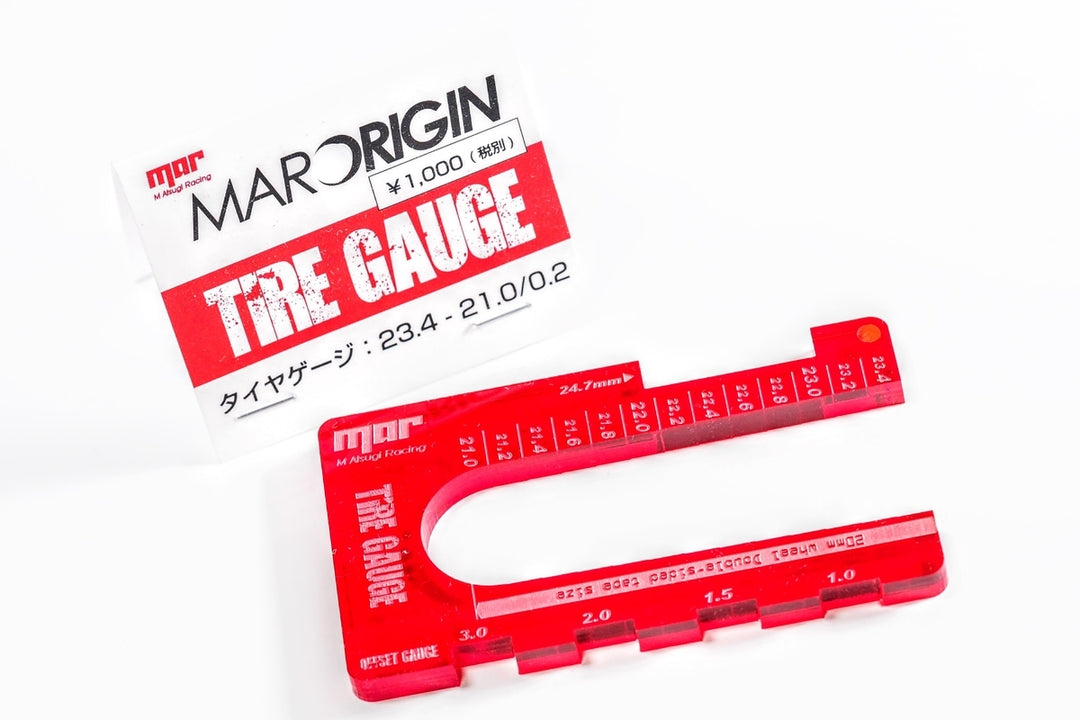 mar
M Atsugi Racing
MARORIGIN
¥1,000（税別）
TIRE GAUGE
タイヤゲージ：23.4 - 21.0/0.2
24.7mm▶
mar
M Atsugi Racing
21.0 21.2 21.4 21.6 21.8 22.0 22.2 22.4 22.6 22.8 23.0 23.2 23.4
TIRE GAUGE
20mm wheel Double-sided tape size
3.0 2.0 1.5 1.0
OFFSET GAUGE